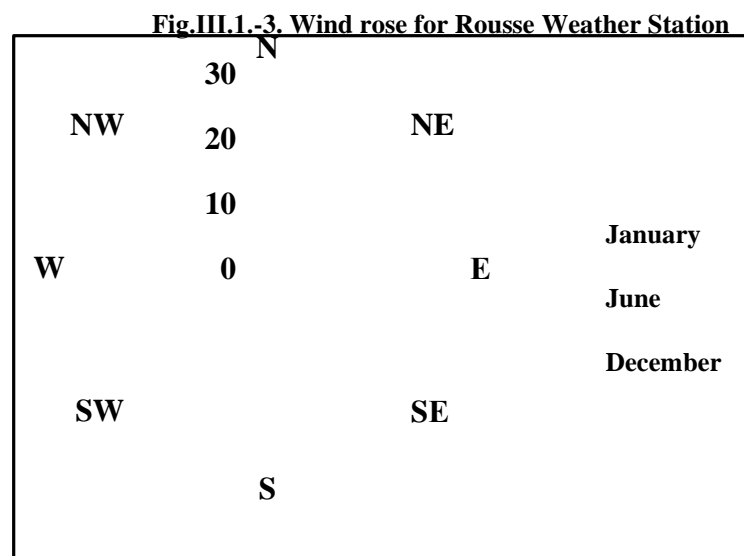 Fig.III.1.-3. Wind rose for Rousse Weather Station
N
30
NW
NE
20
10
January
W
0
E
June
December
SW
SE
S